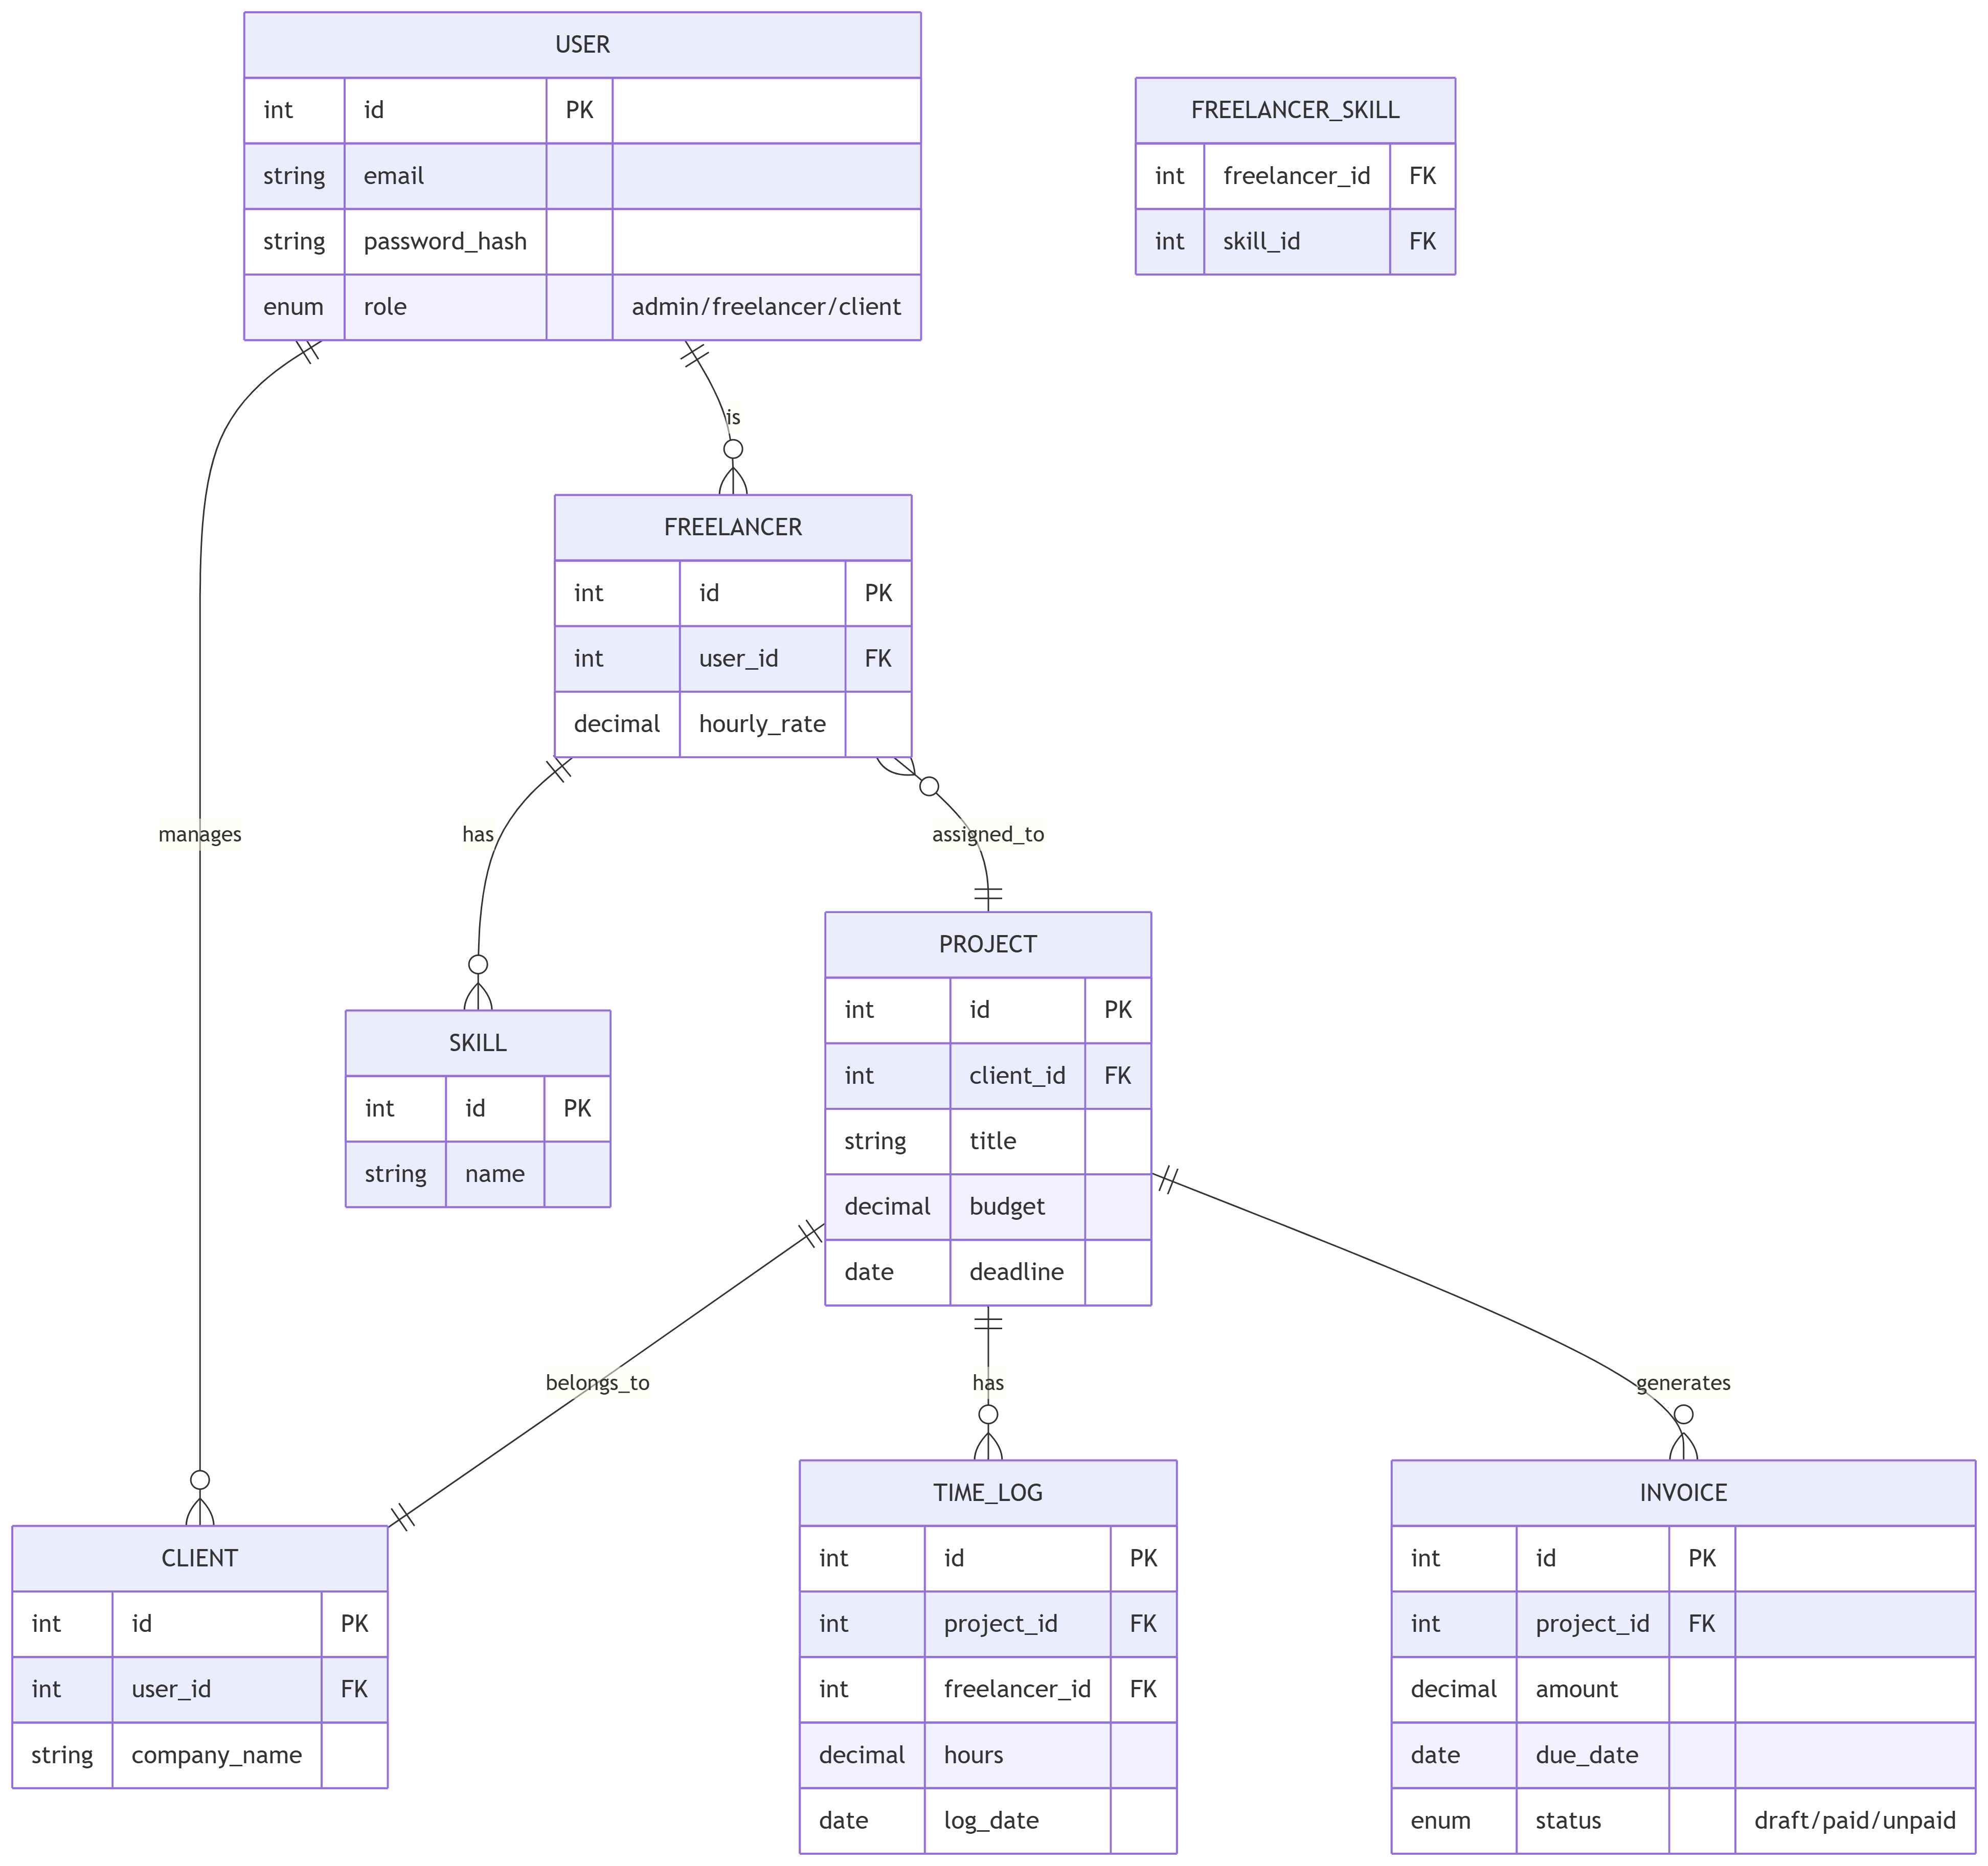 USER
int id PK
string email
string password_hash
enum role admin/freelancer/client
FREELANCER_SKILL
int freelancer_id FK
int skill_id FK
is
FREELANCER
int id PK
int user_id FK
decimal hourly_rate
manages
has
assigned_to
PROJECT
int id PK
int client_id FK
string title
decimal budget
date deadline
SKILL
int id PK
string name
belongs_to
has
generates
CLIENT
int id PK
int user_id FK
string company_name
TIME_LOG
int id PK
int project_id FK
int freelancer_id FK
decimal hours
date log_date
INVOICE
int id PK
int project_id FK
decimal amount
date due_date
enum status draft/paid/unpaid